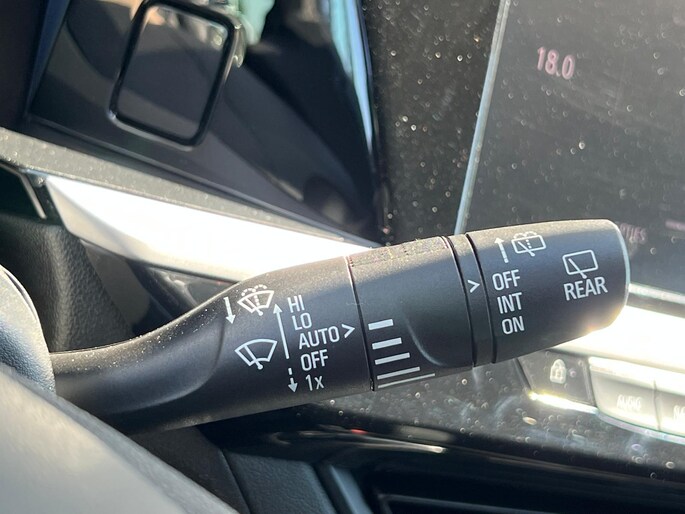 18.0
HI
LO
AUTO >
OFF
1x
>
OFF
INT
ON
REAR